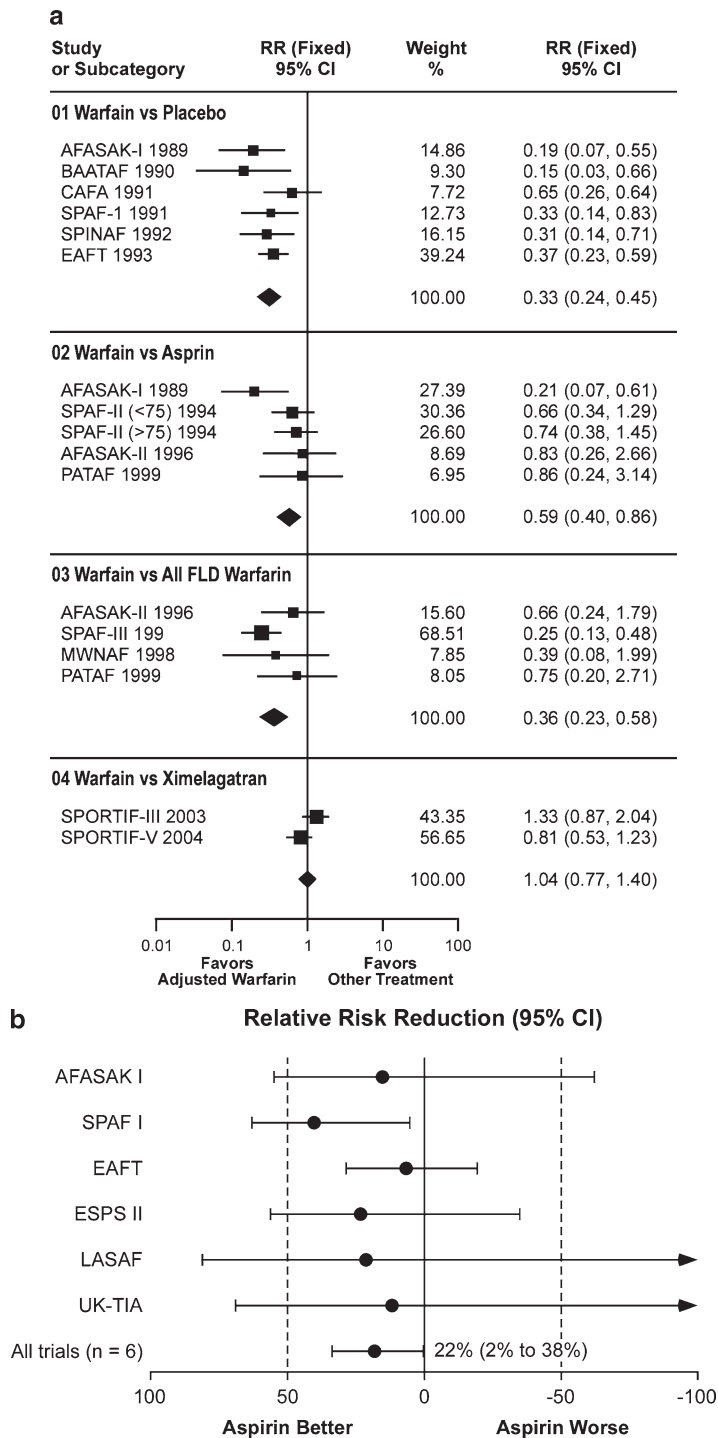 a
Study RR (Fixed) Weight RR (Fixed)
or Subcategory 95% CI % 95% CI
01 Warfain vs Placebo
AFASAK-I 1989 14.86 0.19 (0.07, 0.55)
BAATAF 1990 9.30 0.15 (0.03, 0.66)
CAFA 1991 7.72 0.65 (0.26, 0.64)
SPAF-1 1991 12.73 0.33 (0.14, 0.83)
SPINAF 1992 16.15 0.31 (0.14, 0.71)
EAFT 1993 39.24 0.37 (0.23, 0.59)
100.00 0.33 (0.24, 0.45)
02 Warfain vs Asprin
AFASAK-I 1989 27.39 0.21 (0.07, 0.61)
SPAF-II (<75) 1994 30.36 0.66 (0.34, 1.29)
SPAF-II (>75) 1994 26.60 0.74 (0.38, 1.45)
AFASAK-II 1996 8.69 0.83 (0.26, 2.66)
PATAF 1999 6.95 0.86 (0.24, 3.14)
100.00 0.59 (0.40, 0.86)
03 Warfain vs All FLD Warfarin
AFASAK-II 1996 15.60 0.66 (0.24, 1.79)
SPAF-III 199 68.51 0.25 (0.13, 0.48)
MWNAF 1998 7.85 0.39 (0.08, 1.99)
PATAF 1999 8.05 0.75 (0.20, 2.71)
100.00 0.36 (0.23, 0.58)
04 Warfain vs Ximelagatran
SPORTIF-III 2003 43.35 1.33 (0.87, 2.04)
SPORTIF-V 2004 56.65 0.81 (0.53, 1.23)
100.00 1.04 (0.77, 1.40)
0.01 0.1 1 10 100
Favors Favors
Adjusted Warfarin Other Treatment
b
Relative Risk Reduction (95% CI)
AFASAK I
SPAF I
EAFT
ESPS II
LASAF
UK-TIA
All trials (n = 6) 22% (2% to 38%)
100 50 0 -50 -100
Aspirin Better Aspirin Worse